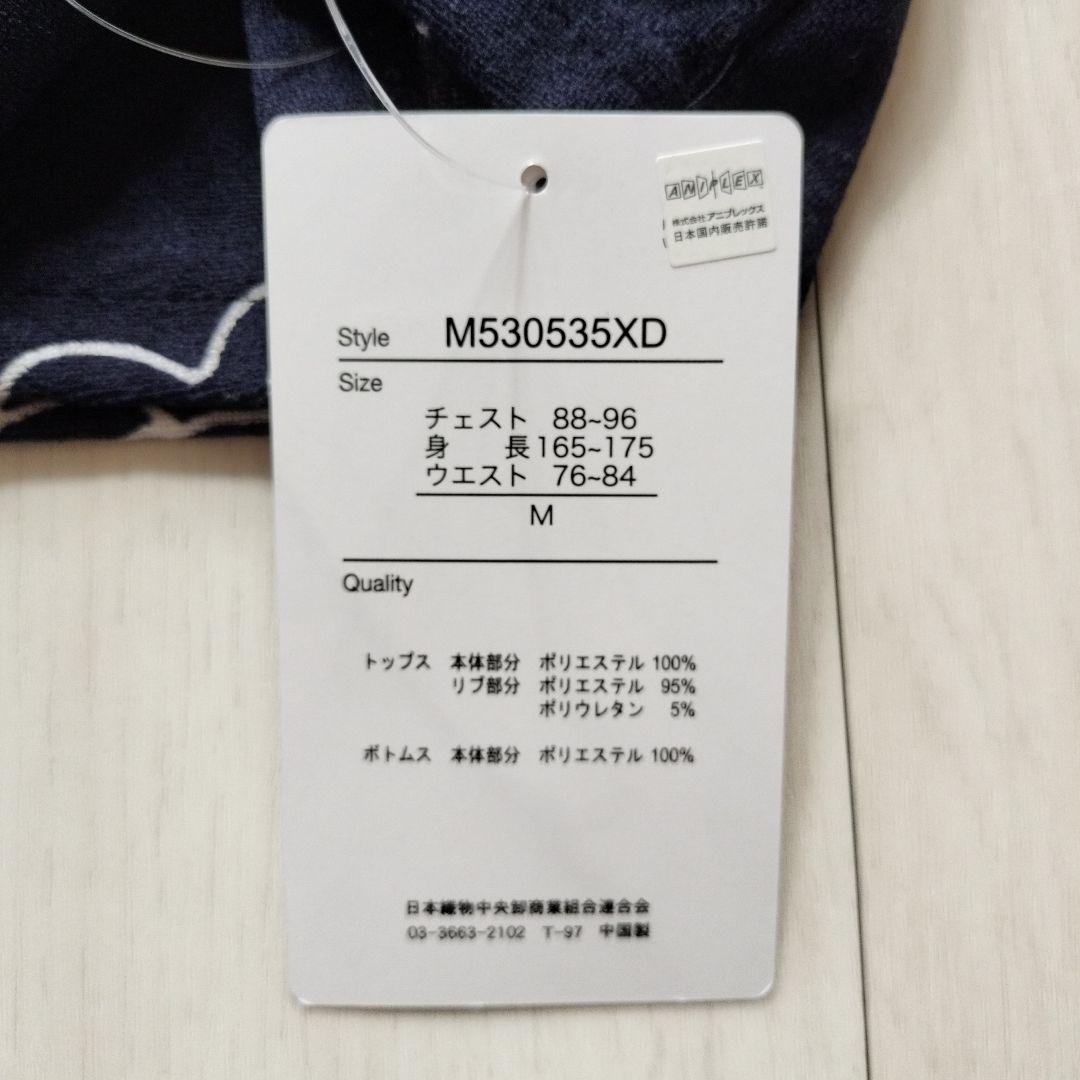 ANIPLEX
株式会社アニプレックス
日本国内販売許諾
Style M530535XD
Size
チェスト 88~96
身 長 165~175
ウエスト 76~84
M
Quality
トップス 本体部分 ポリエステル 100%
リブ部分 ポリエステル 95%
ポリウレタン 5%
ボトムス 本体部分 ポリエステル 100%
日本織物中央卸商業組合連合会
03-3663-2102 T-97 中国製